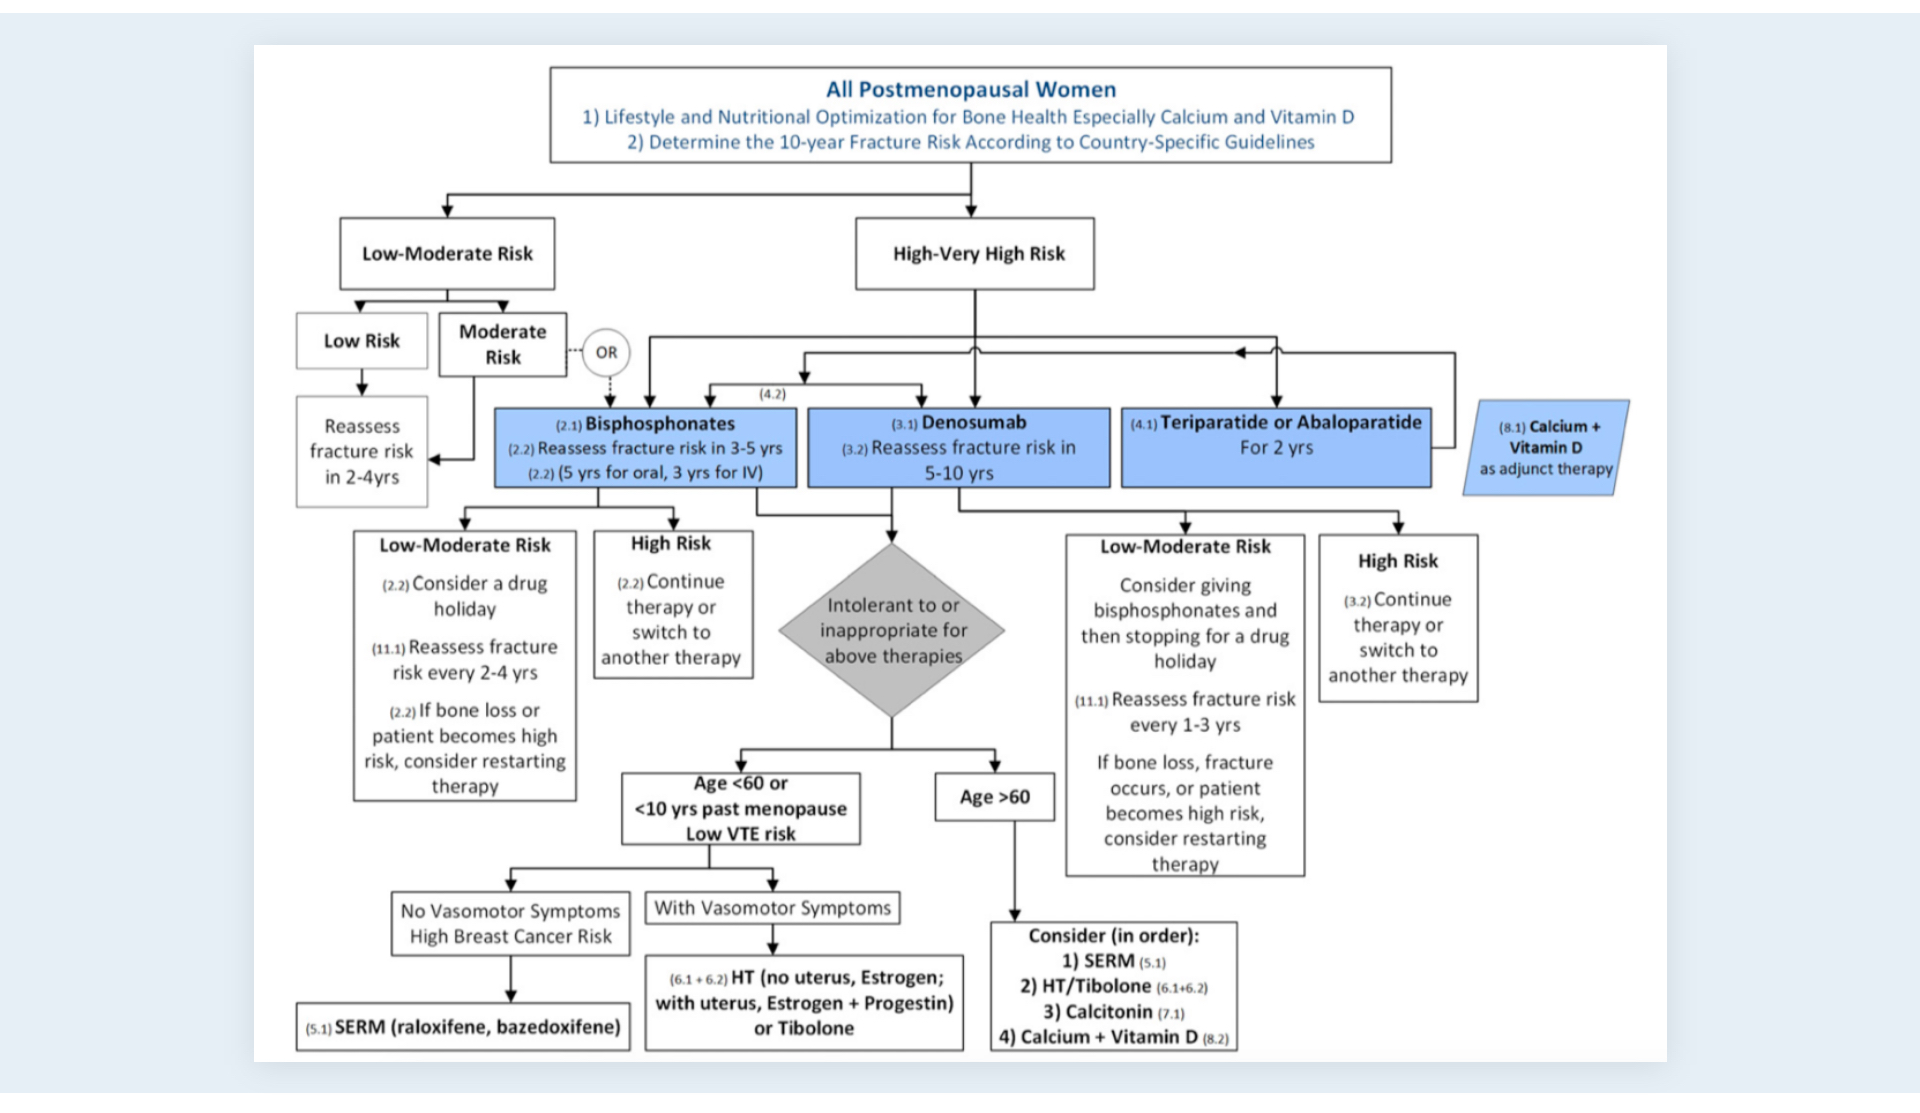 All Postmenopausal Women
1) Lifestyle and Nutritional Optimization for Bone Health Especially Calcium and Vitamin D
2) Determine the 10-year Fracture Risk According to Country-Specific Guidelines
Low-Moderate Risk
High-Very High Risk
Low Risk
Moderate
Risk
OR
Reassess
fracture risk
in 2-4yrs
(4.2)
(2.1) Bisphosphonates
(2.2) Reassess fracture risk in 3-5 yrs
(2.2) (5 yrs for oral, 3 yrs for IV)
(3.1) Denosumab
(3.2) Reassess fracture risk in
5-10 yrs
(4.1) Teriparatide or Abaloparatide
For 2 yrs
(8.1) Calcium +
Vitamin D
as adjunct therapy
Low-Moderate Risk
(2.2) Consider a drug
holiday
(11.1) Reassess fracture
risk every 2-4 yrs
(2.2) If bone loss or
patient becomes high
risk, consider restarting
therapy
High Risk
(2.2) Continue
therapy or
switch to
another therapy
Intolerant to or
inappropriate for
above therapies
Low-Moderate Risk
Consider giving
bisphosphonates and
then stopping for a drug
holiday
(11.1) Reassess fracture risk
every 1-3 yrs
If bone loss, fracture
occurs, or patient
becomes high risk,
consider restarting
therapy
High Risk
(3.2) Continue
therapy or
switch to
another therapy
Age <60 or
<10 yrs past menopause
Low VTE risk
Age >60
No Vasomotor Symptoms
High Breast Cancer Risk
With Vasomotor Symptoms
(5.1) SERM (raloxifene, bazedoxifene)
(6.1 + 6.2) HT (no uterus, Estrogen;
with uterus, Estrogen + Progestin)
or Tibolone
Consider (in order):
1) SERM (5.1)
2) HT/Tibolone (6.1+6.2)
3) Calcitonin (7.1)
4) Calcium + Vitamin D (8.2)